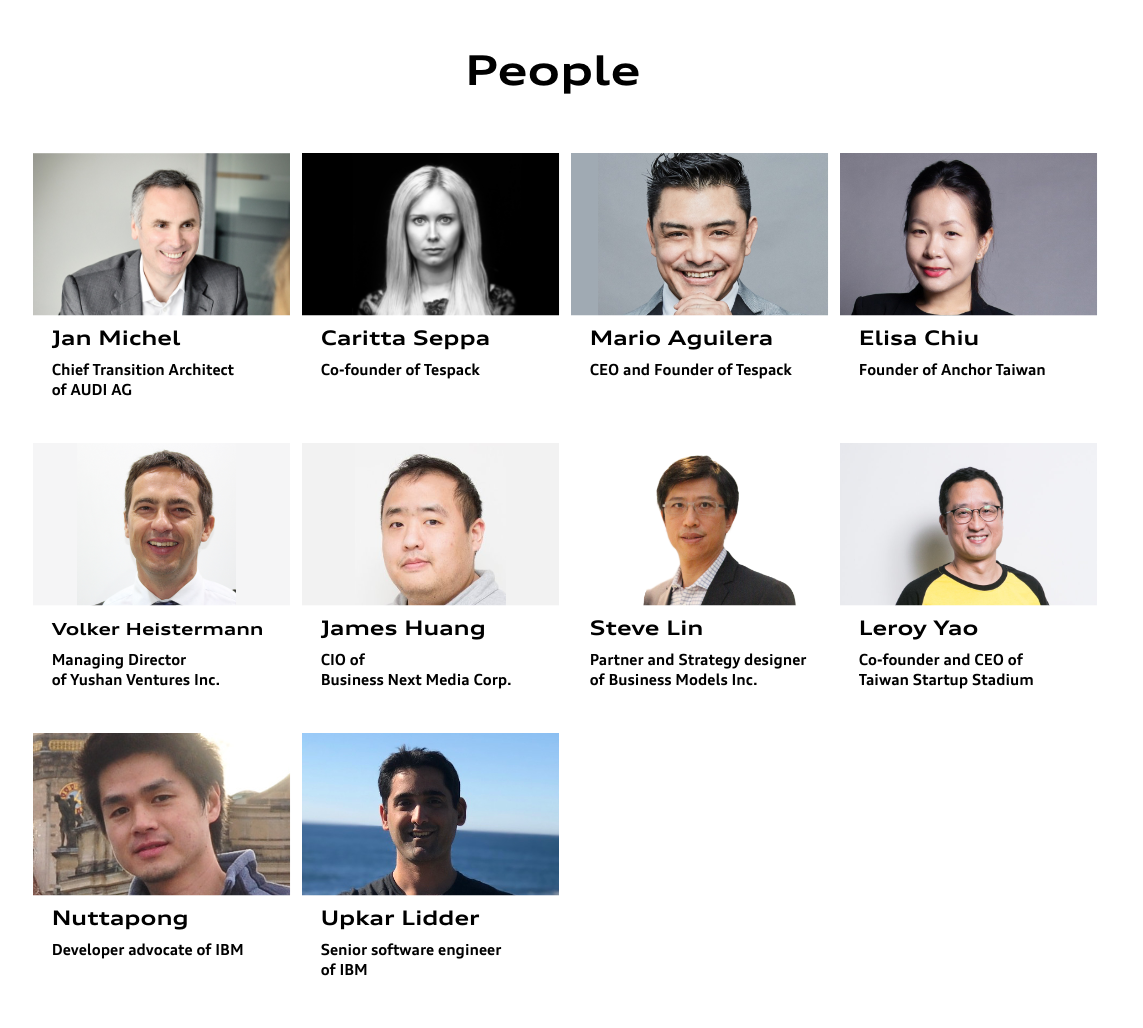 People
Jan Michel
Chief Transition Architect
of AUDI AG
Caritta Seppa
Co-founder of Tespack
Mario Aguilera
CEO and Founder of Tespack
Elisa Chiu
Founder of Anchor Taiwan
Volker Heistermann
Managing Director
of Yushan Ventures Inc.
James Huang
CIO of
Business Next Media Corp.
Steve Lin
Partner and Strategy designer
of Business Models Inc.
Leroy Yao
Co-founder and CEO of
Taiwan Startup Stadium
Nuttapong
Developer advocate of IBM
Upkar Lidder
Senior software engineer
of IBM